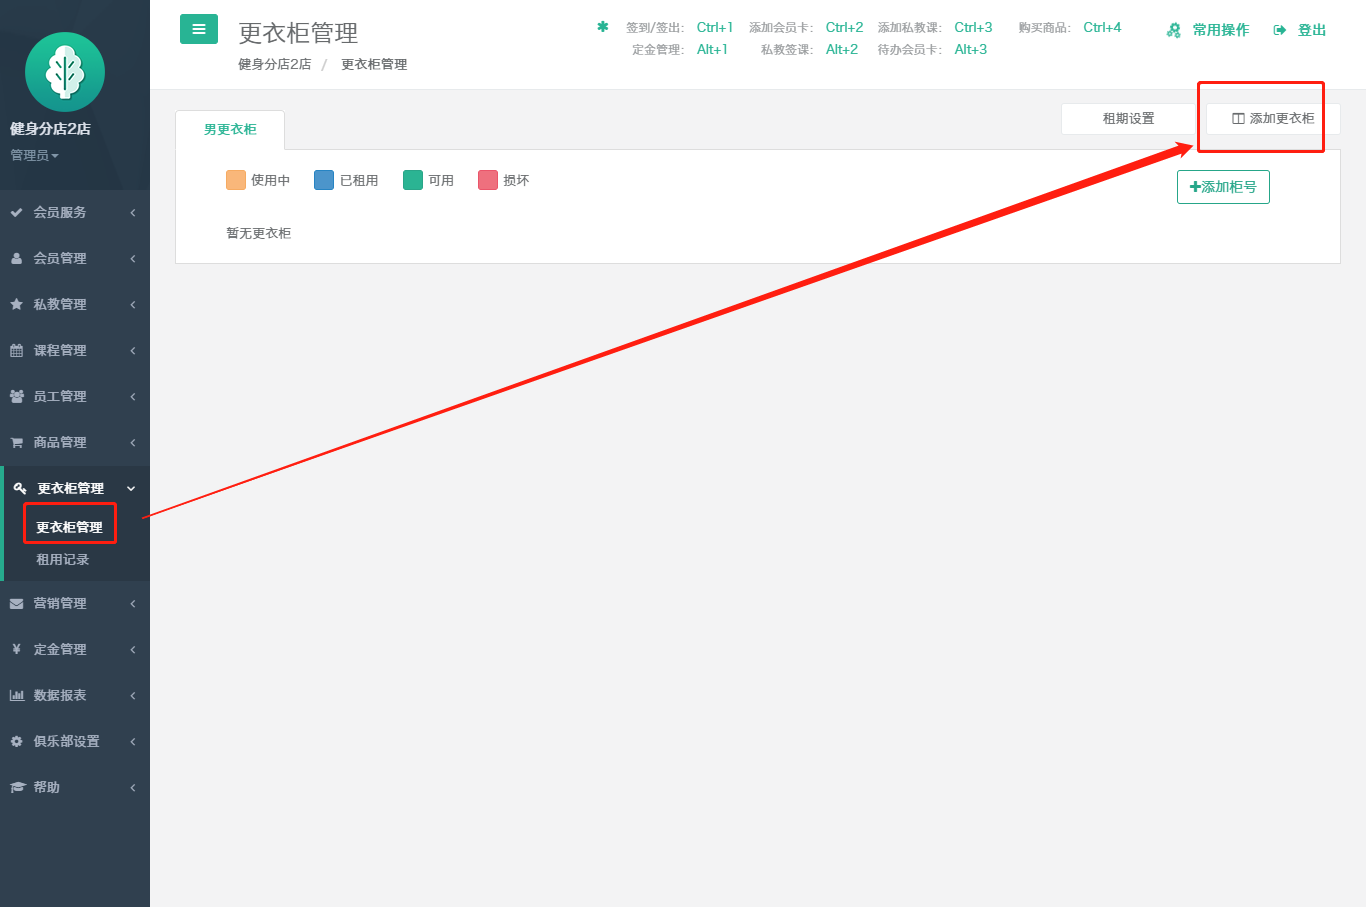 健身分店2店
管理员
会员服务
会员管理
私教管理
课程管理
员工管理
商品管理
更衣柜管理
更衣柜管理
租用记录
营销管理
¥ 定金管理
数据报表
俱乐部设置
帮助
更衣柜管理
健身分店2店 / 更衣柜管理
签到/签出: Ctrl+1 添加会员卡: Ctrl+2 添加私教课: Ctrl+3 购买商品: Ctrl+4
定金管理: Alt+1 私教签课: Alt+2 待办会员卡: Alt+3
常用操作 登出
租期设置 添加更衣柜
男更衣柜
使用中 已租用 可用 损坏
+添加柜号
暂无更衣柜